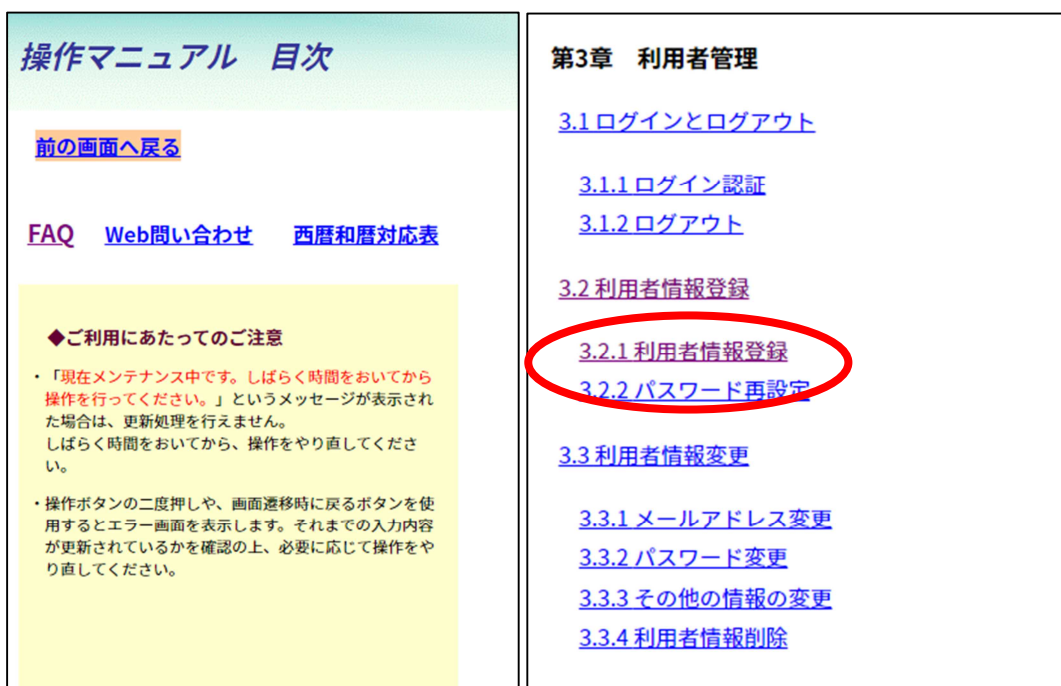 操作マニュアル　目次
前の画面へ戻る
FAQ　Web問い合わせ　西暦和暦対応表
◆ご利用にあたってのご注意
・「現在メンテナンス中です。しばらく時間をおいてから
操作を行ってください。」というメッセージが表示され
た場合は、更新処理を行えません。
しばらく時間をおいてから、操作をやり直してくださ
い。
・操作ボタンの二度押しや、画面遷移時に戻るボタンを使
用するとエラー画面を表示します。それまでの入力内容
が更新されているかを確認の上、必要に応じて操作をや
り直してください。
第3章　利用者管理
3.1 ログインとログアウト
3.1.1 ログイン認証
3.1.2 ログアウト
3.2 利用者情報登録
3.2.1 利用者情報登録
3.2.2 パスワード再設定
3.3 利用者情報変更
3.3.1 メールアドレス変更
3.3.2 パスワード変更
3.3.3 その他の情報の変更
3.3.4 利用者情報削除